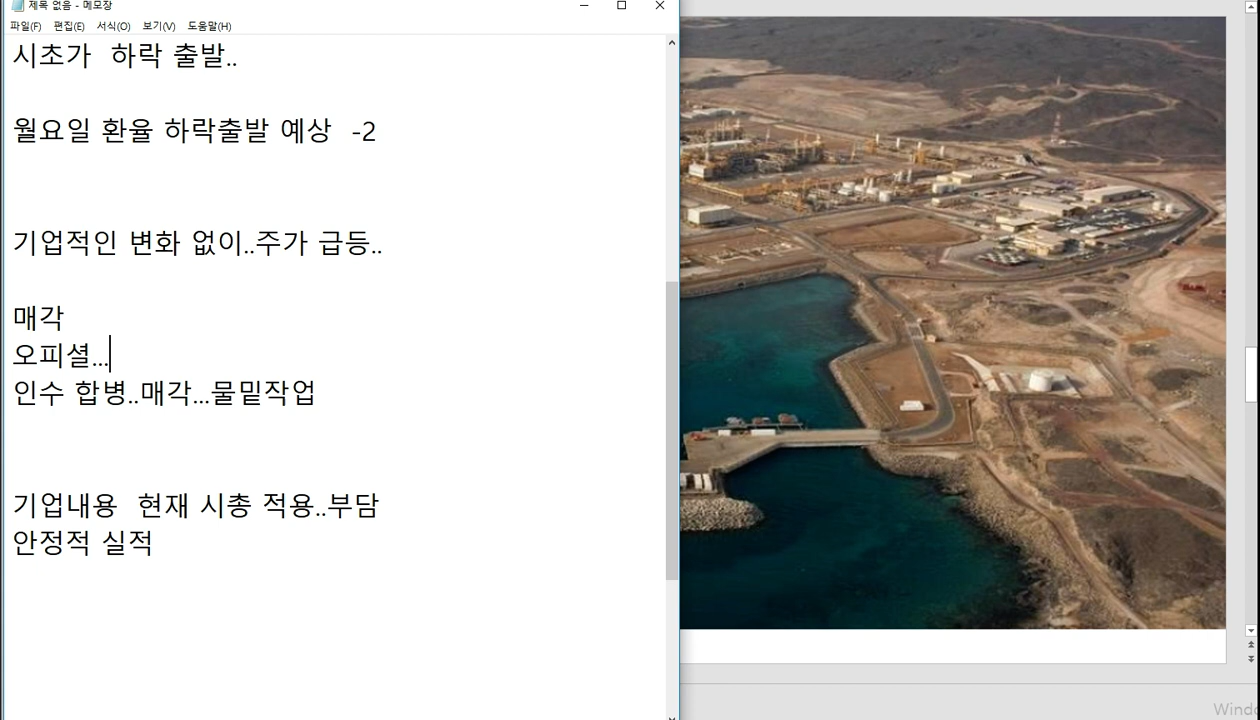 제목 없음 - 메모장
파일(F) 편집(E) 서식(O) 보기(V) 도움말(H)
시초가 하락 출발..
월요일 환율 하락출발 예상 -2
기업적인 변화 없이..주가 급등..
매각
오피셜...
인수 합병..매각...물밑작업
기업내용 현재 시총 적용..부담
안정적 실적